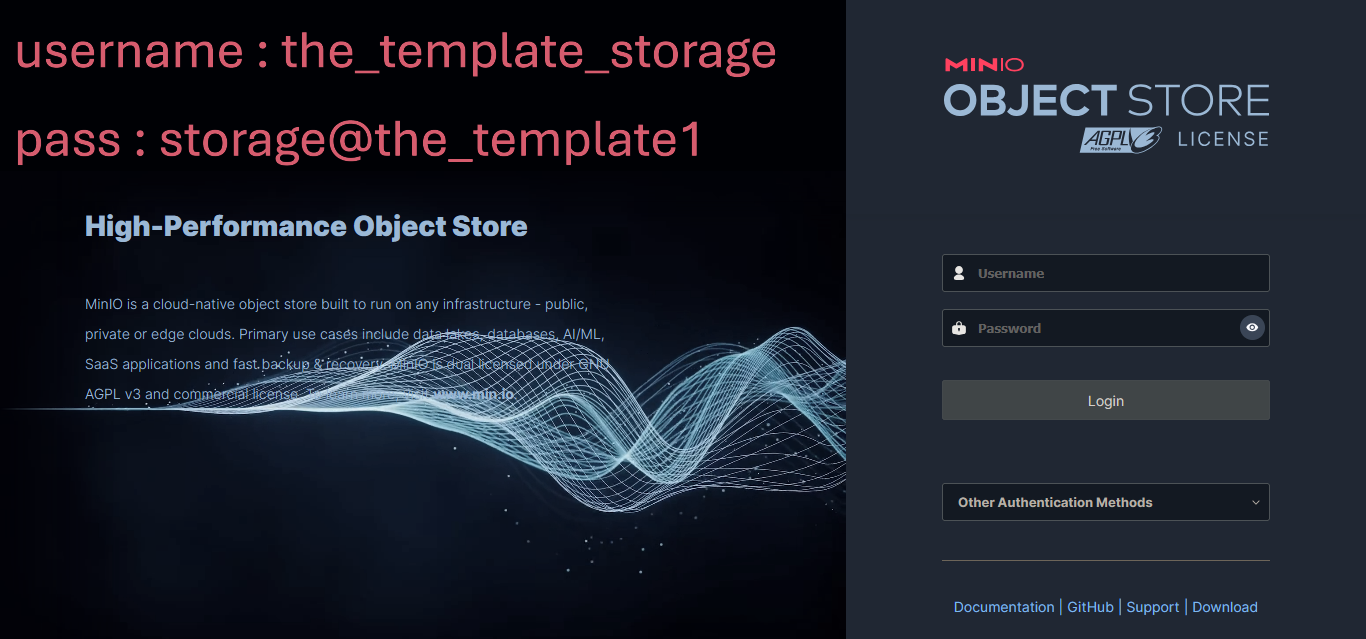 username : the_template_storage
pass : storage@the_template1
High-Performance Object Store
MinIO is a cloud-native object store built to run on any infrastructure - public,
private or edge clouds. Primary use cases include data lakes, databases, AI/ML,
SaaS applications and fast backup & recovery. MinIO is dual licensed under GNU
AGPL v3 and commercial license. To learn more, visit www.min.io.
MINIO
OBJECT STORE
AGPL v3 Free Software LICENSE
Username
Password
Login
Other Authentication Methods
Documentation | GitHub | Support | Download